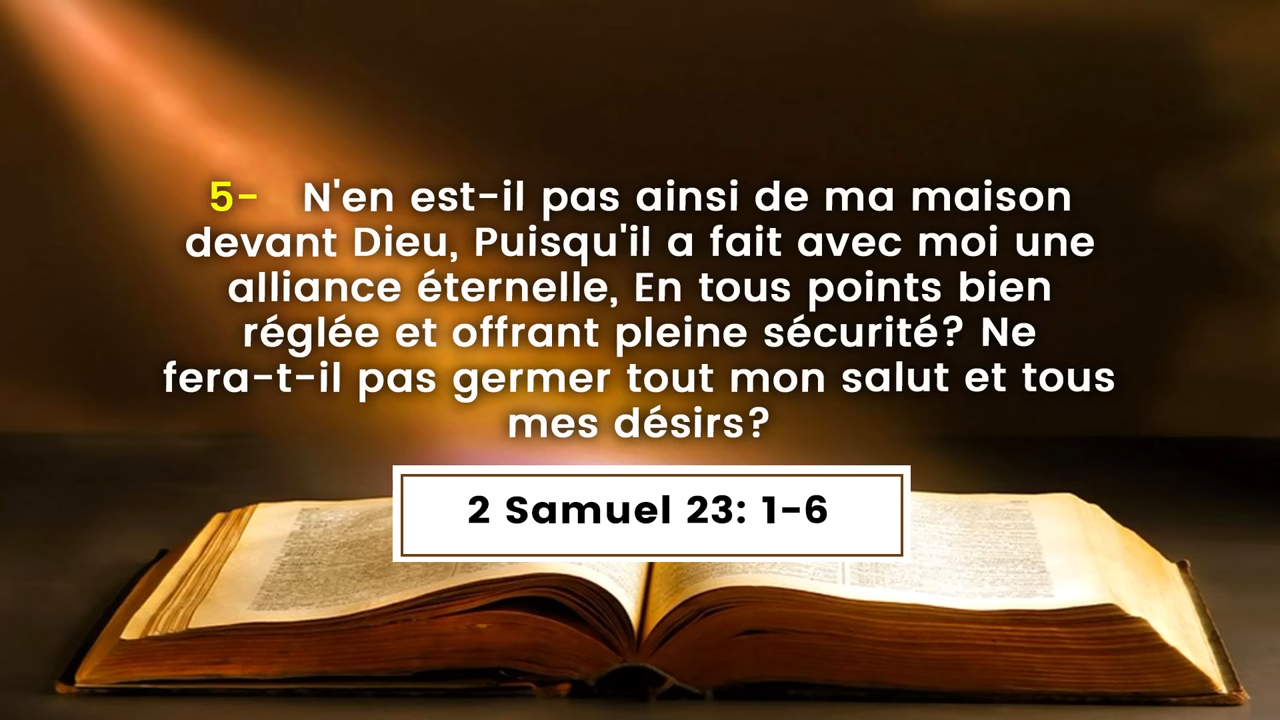 5- N'en est-il pas ainsi de ma maison
devant Dieu, Puisqu'il a fait avec moi une
alliance éternelle, En tous points bien
réglée et offrant pleine sécurité? Ne
fera-t-il pas germer tout mon salut et tous
mes désirs?
2 Samuel 23: 1-6